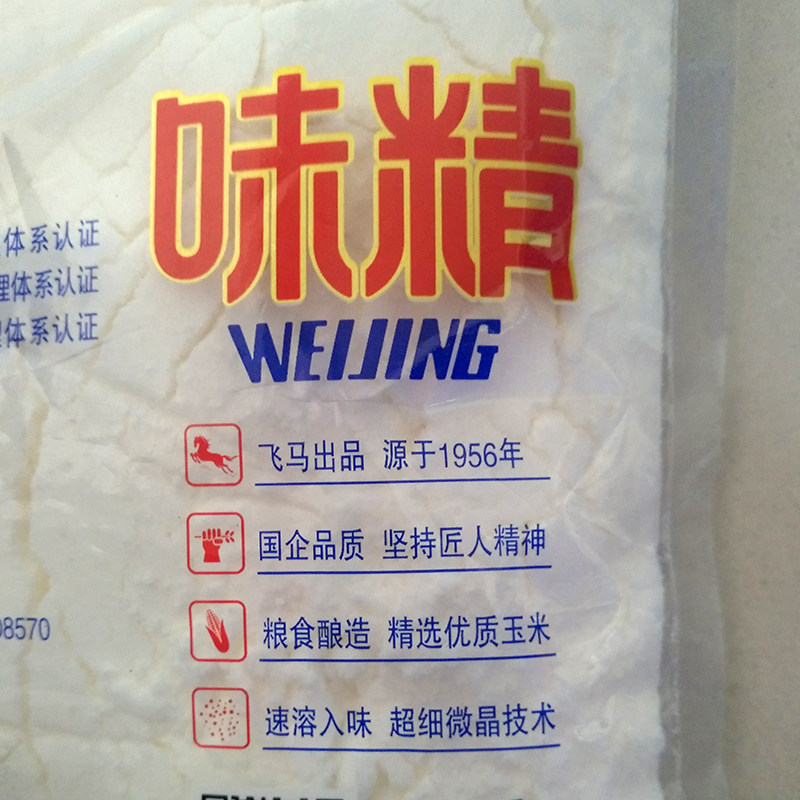 味精
WEIJING
体系认证
理体系认证
体系认证
飞马出品 源于1956年
国企品质 坚持匠人精神
粮食酿造 精选优质玉米
08570
速溶入味 超细微晶技术